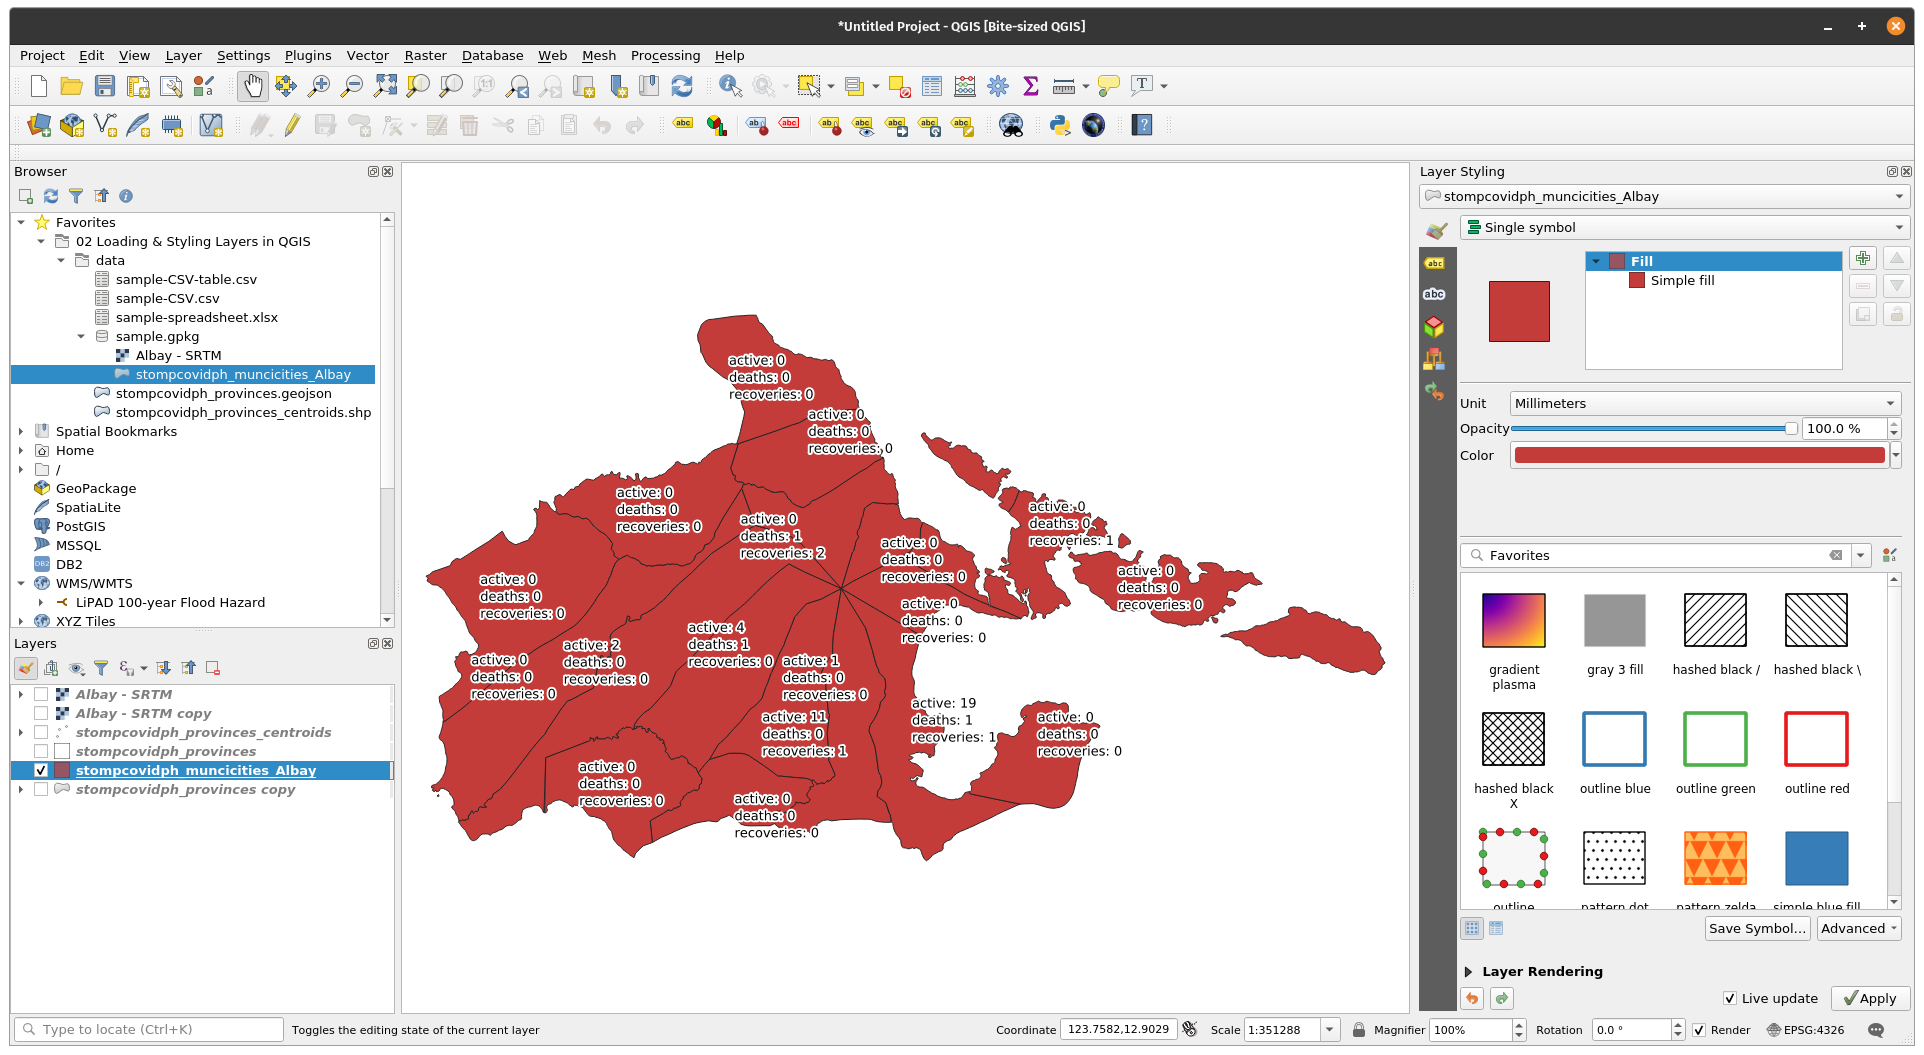 *Untitled Project - QGIS [Bite-sized QGIS]
Project Edit View Layer Settings Plugins Vector Raster Database Web Mesh Processing Help
Browser
Favorites
02 Loading & Styling Layers in QGIS
data
sample-CSV-table.csv
sample-CSV.csv
sample-spreadsheet.xlsx
sample.gpkg
Albay - SRTM
stompcovidph_muncicities_Albay
stompcovidph_provinces.geojson
stompcovidph_provinces_centroids.shp
Spatial Bookmarks
Home
/
GeoPackage
SpatiaLite
PostGIS
MSSQL
DB2
WMS/WMTS
LiPAD 100-year Flood Hazard
XYZ Tiles
Layers
Albay - SRTM
Albay - SRTM copy
stompcovidph_provinces_centroids
stompcovidph_provinces
stompcovidph_muncicities_Albay
stompcovidph_provinces copy
active: 0
deaths: 0
recoveries: 0
active: 0
deaths: 0
recoveries: 0
active: 0
deaths: 0
recoveries: 0
active: 0
deaths: 1
recoveries: 2
active: 0
deaths: 0
recoveries: 1
active: 0
deaths: 0
recoveries: 0
active: 0
deaths: 0
recoveries: 0
active: 0
deaths: 0
recoveries: 0
active: 0
deaths: 0
recoveries: 0
active: 4
deaths: 1
recoveries: 0
active: 2
deaths: 0
recoveries: 0
active: 0
deaths: 0
recoveries: 0
active: 1
deaths: 0
recoveries: 0
active: 19
deaths: 1
recoveries: 1
active: 11
deaths: 0
recoveries: 1
active: 0
deaths: 0
recoveries: 0
active: 0
deaths: 0
recoveries: 0
active: 0
deaths: 0
recoveries: 0
Layer Styling
stompcovidph_muncicities_Albay
Single symbol
Fill
Simple fill
Unit Millimeters
Opacity 100.0 %
Color
Favorites
gradient plasma
gray 3 fill
hashed black /
hashed black \
hashed black X
outline blue
outline green
outline red
outline
pattern dot
pattern zelda
simple blue fill
Save Symbol... Advanced
Layer Rendering
Live update Apply
Type to locate (Ctrl+K) Toggles the editing state of the current layer Coordinate 123.7582,12.9029 Scale 1:351288 Magnifier 100% Rotation 0.0 ° Render EPSG:4326